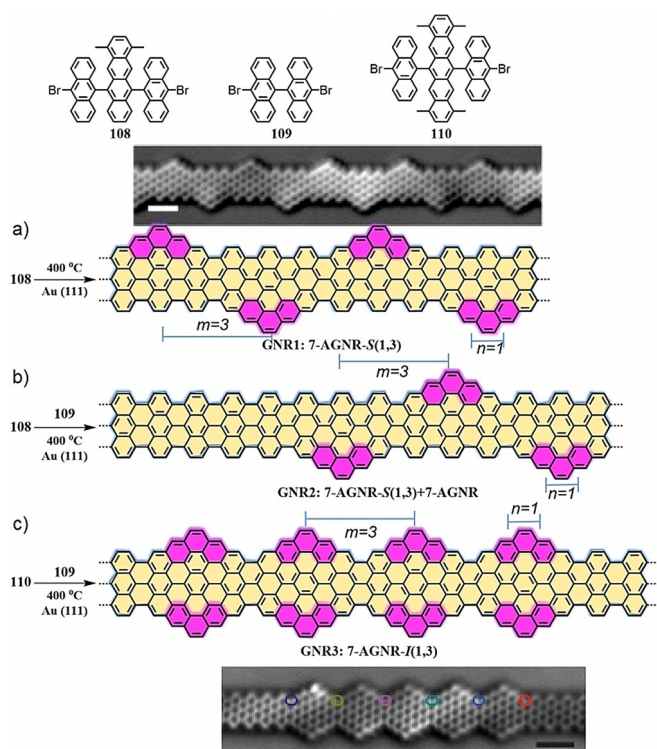 Br Br Br Br Br Br
108 109 110
a)
400 °C
108
Au (111)
m=3
GNR1: 7-AGNR-S(1,3)
n=1
m=3
b)
109
108
400 °C
Au (111)
GNR2: 7-AGNR-S(1,3)+7-AGNR
n=1
c)
m=3
n=1
109
110
400 °C
Au (111)
GNR3: 7-AGNR-I(1,3)